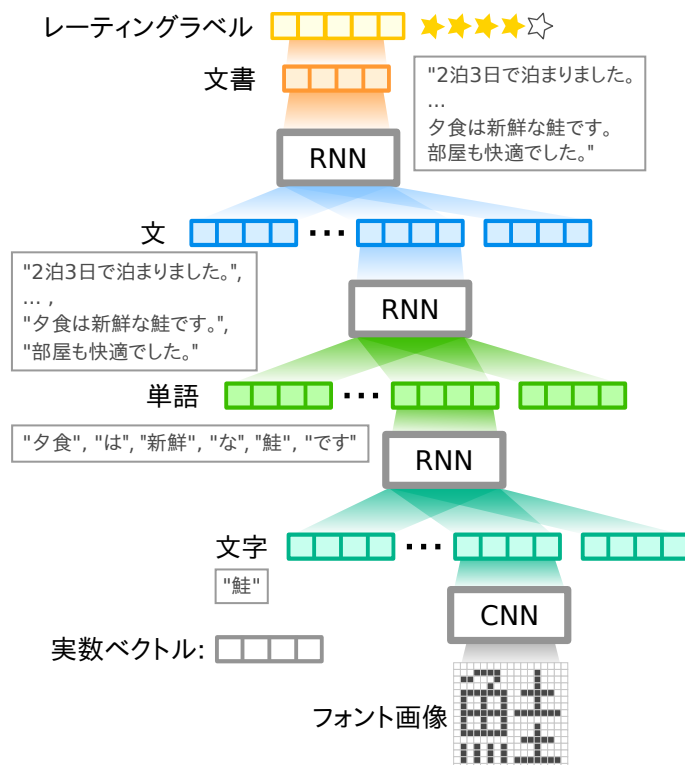 レーティングラベル
文書
"2泊3日で泊まりました。
...
夕食は新鮮な鮭です。
部屋も快適でした。"
RNN
文
...
"2泊3日で泊まりました。",
... ,
"夕食は新鮮な鮭です。",
"部屋も快適でした。"
RNN
単語
...
"夕食", "は", "新鮮", "な", "鮭", "です"
RNN
文字
...
"鮭"
CNN
実数ベクトル:
フォント画像
鮭